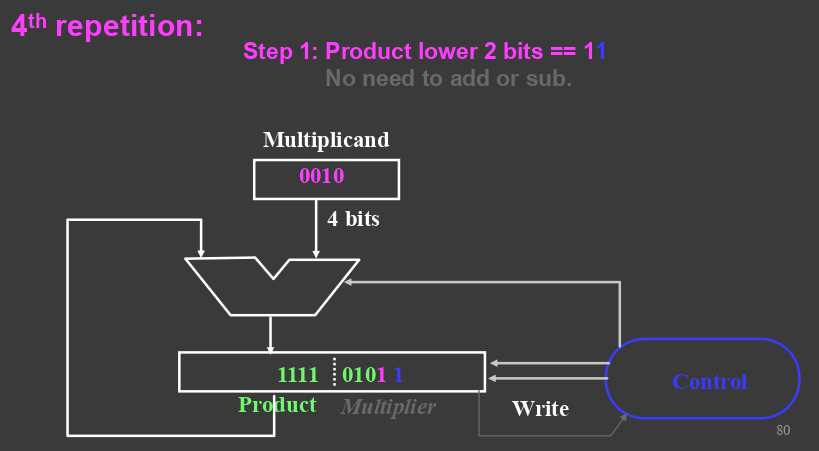 4th repetition:
Step 1: Product lower 2 bits == 11
No need to add or sub.
Multiplicand
0010
4 bits
1111 0101 1
Product Multiplier
Write
Control
80